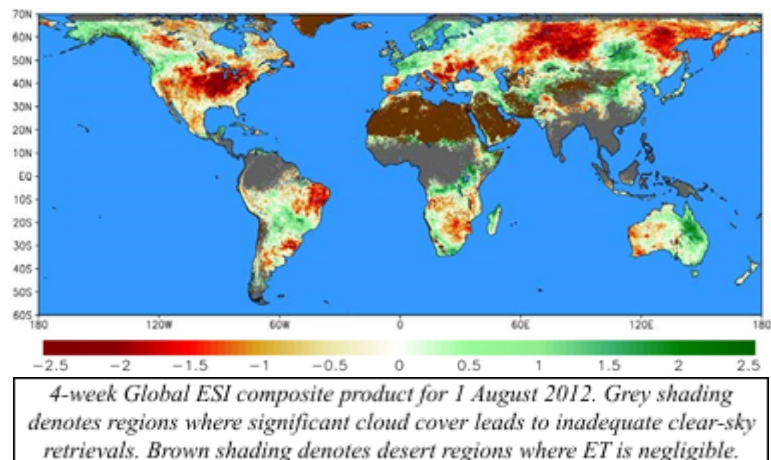 70N
60N
50N
40N
30N
20N
10N
EQ
10S
20S
30S
40S
50S
60S
180 120W 60W 0 60E 120E 180
-2.5 -2 -1.5 -1 -0.5 0 0.5 1 1.5 2 2.5
4-week Global ESI composite product for 1 August 2012. Grey shading
denotes regions where significant cloud cover leads to inadequate clear-sky
retrievals. Brown shading denotes desert regions where ET is negligible.